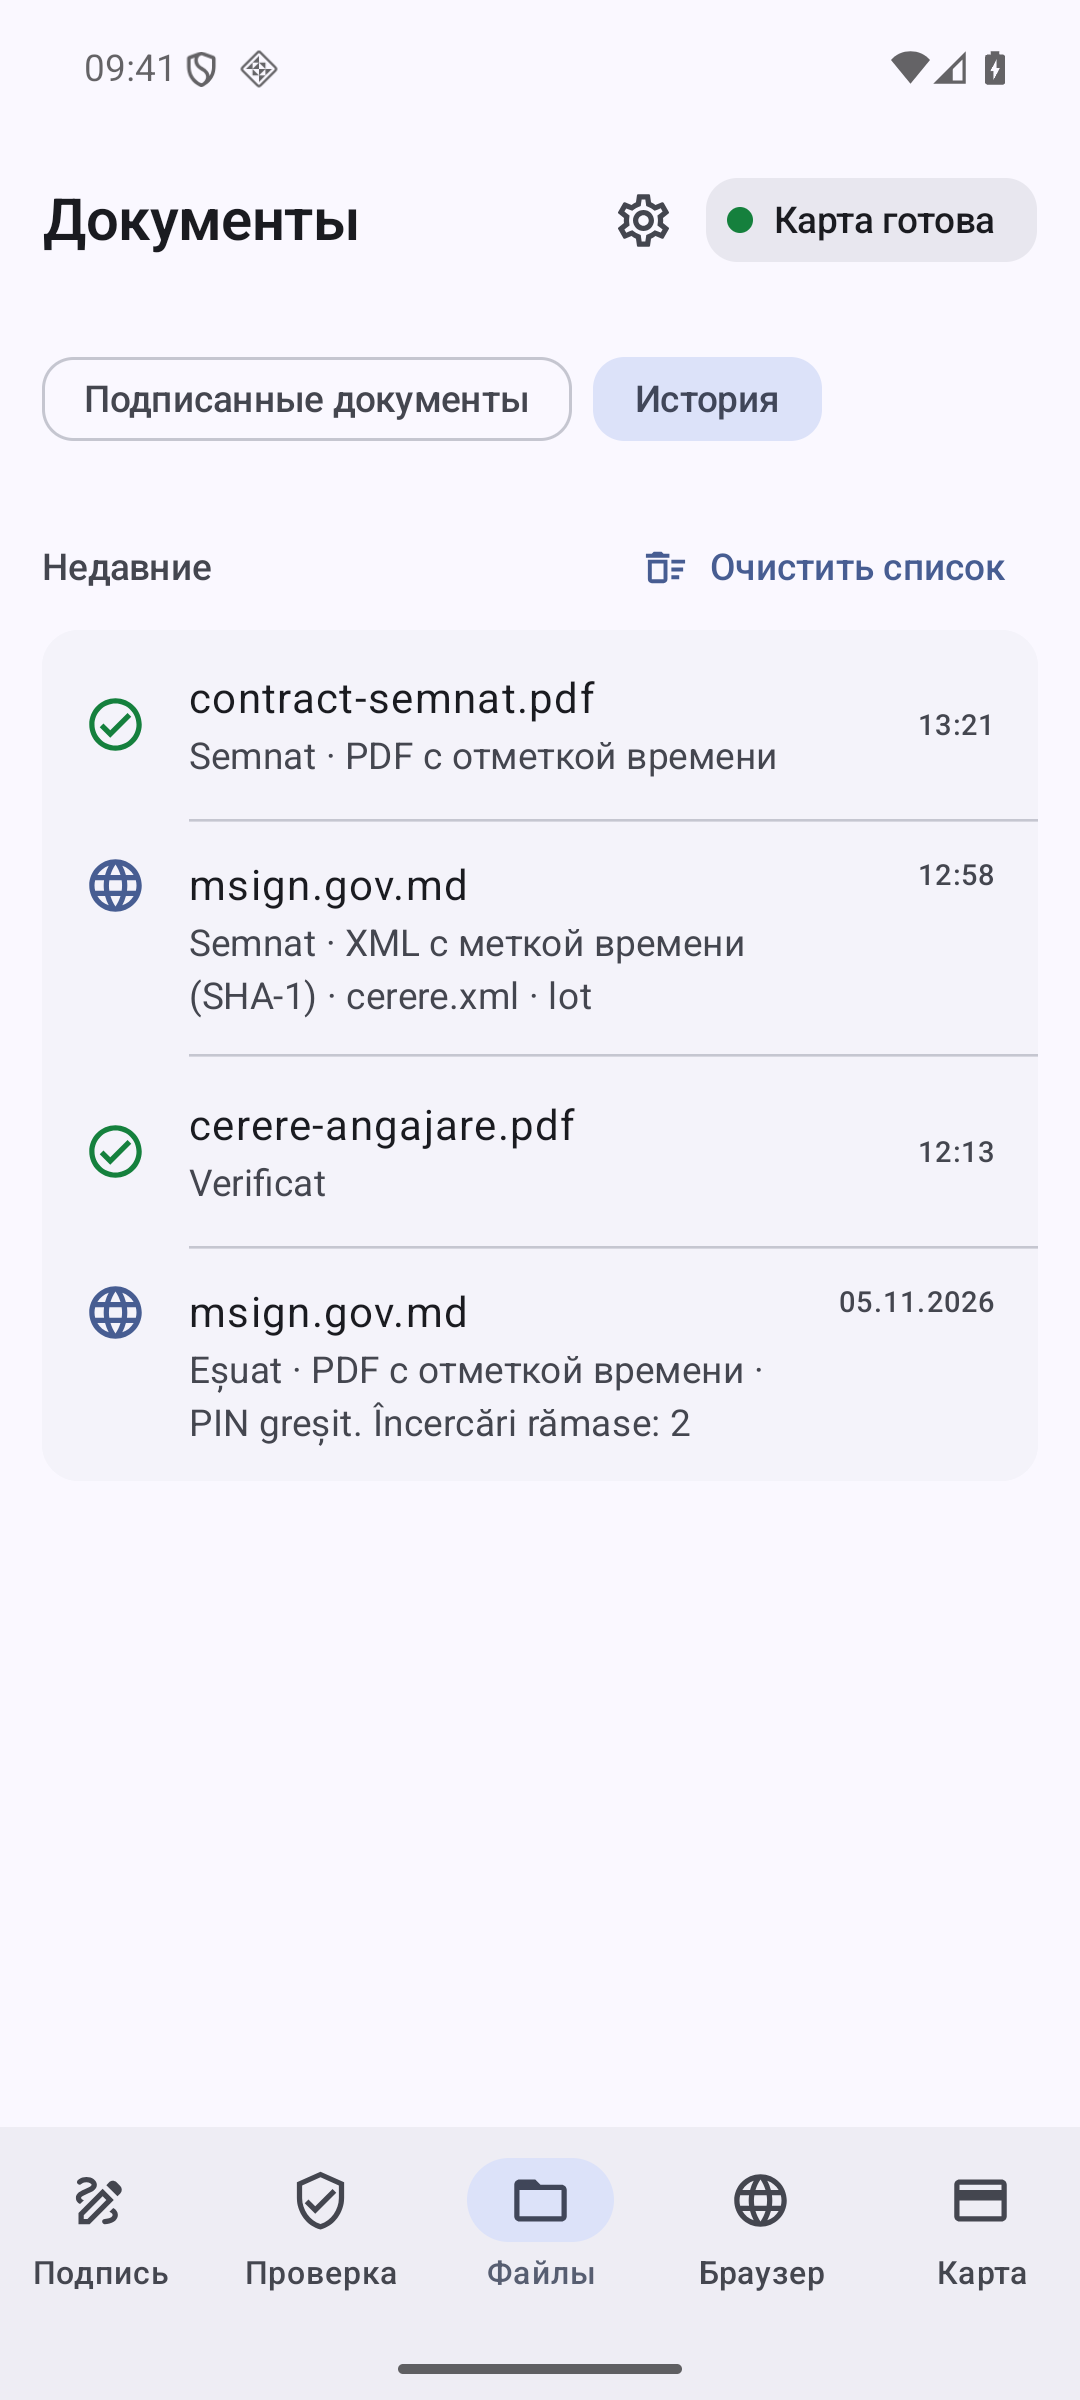 09:41
Документы
Карта готова
Подписанные документы
История
Недавние
Очистить список
contract-semnat.pdf
Semnat · PDF с отметкой времени
13:21
msign.gov.md
12:58
Semnat · XML с меткой времени
(SHA-1) · cerere.xml · lot
cerere-angajare.pdf
Verificat
12:13
msign.gov.md
05.11.2026
Eșuat · PDF с отметкой времени ·
PIN greșit. Încercări rămase: 2
Подпись
Проверка
Файлы
Браузер
Карта